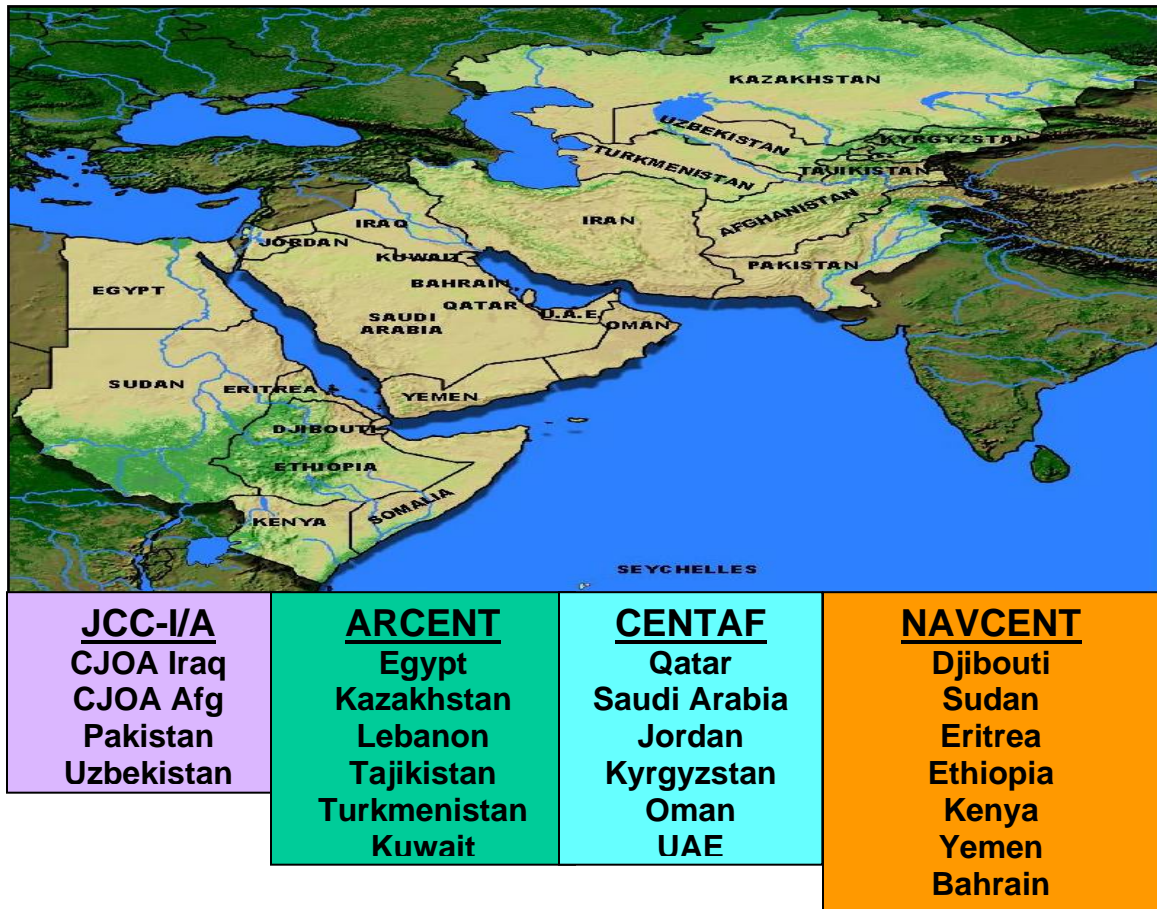 KAZAKHSTAN
UZBEKISTAN
KYRGYZSTAN
TURKMENISTAN
TAJIKISTAN
AFGHANISTAN
IRAQ
IRAN
JORDAN
KUWAIT
PAKISTAN
BAHRAIN
EGYPT
QATAR
SAUDI
ARABIA
U.A.E.
OMAN
SUDAN
ERITREA
YEMEN
DJIBOUTI
ETHIOPIA
SOMALIA
KENYA
SEYCHELLES
JCC-I/A
CJOA Iraq
CJOA Afg
Pakistan
Uzbekistan
ARCENT
Egypt
Kazakhstan
Lebanon
Tajikistan
Turkmenistan
Kuwait
CENTAF
Qatar
Saudi Arabia
Jordan
Kyrgyzstan
Oman
UAE
NAVCENT
Djibouti
Sudan
Eritrea
Ethiopia
Kenya
Yemen
Bahrain